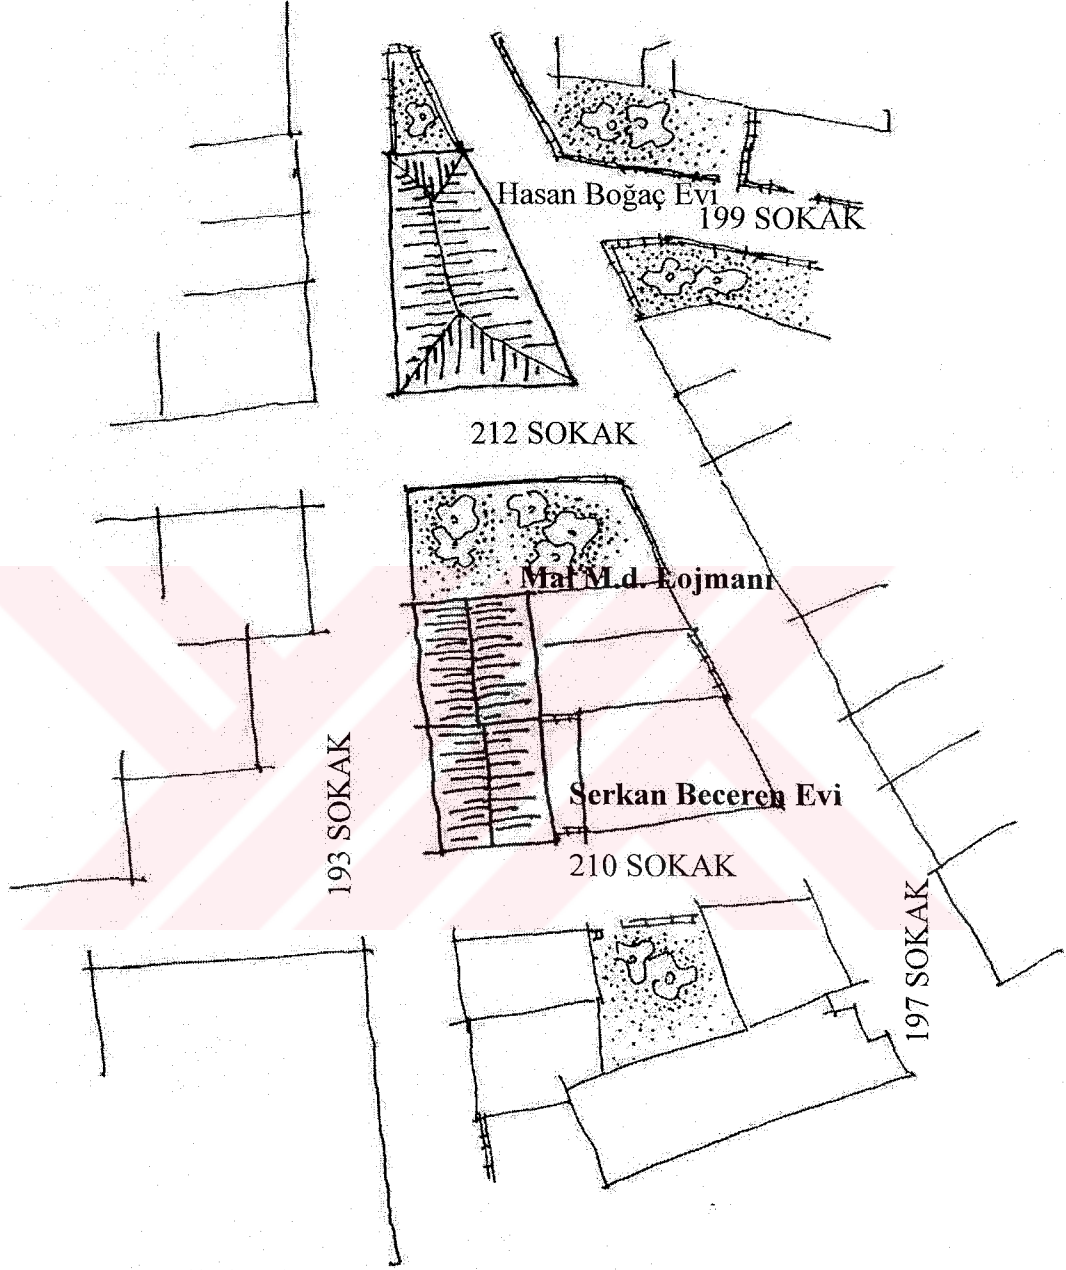 Hasan Boğaç Evi
199 SOKAK
212 SOKAK
Mal M.d. Lojmanı
193 SOKAK
Serkan Beceren Evi
210 SOKAK
197 SOKAK